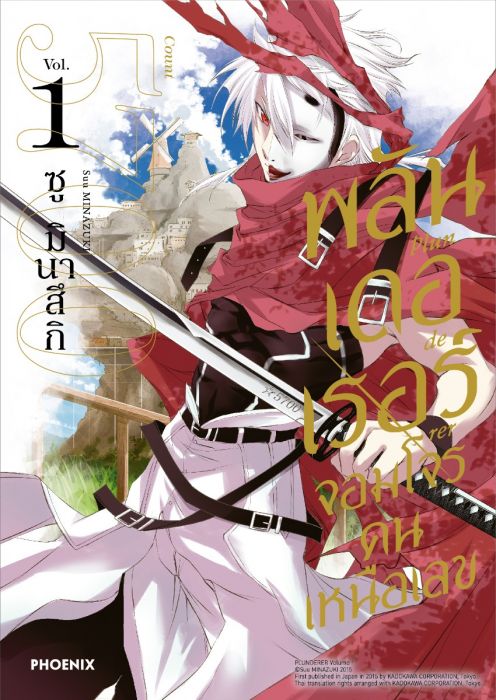 Vol.
1
Count
5700
ซู
มินาสึกิ
Suu MINAZUKI
พลัน
Plun
เดอ
de
เรอร์
rer
จอมโจร
คน
เหนือเลข
☆5700
PHOENIX
PLUNDERER Volume 1
©Suu MINAZUKI 2015
First published in Japan in 2015 by KADOKAWA CORPORATION, Tokyo.
Thai translation rights arranged with KADOKAWA CORPORATION, Tokyo.